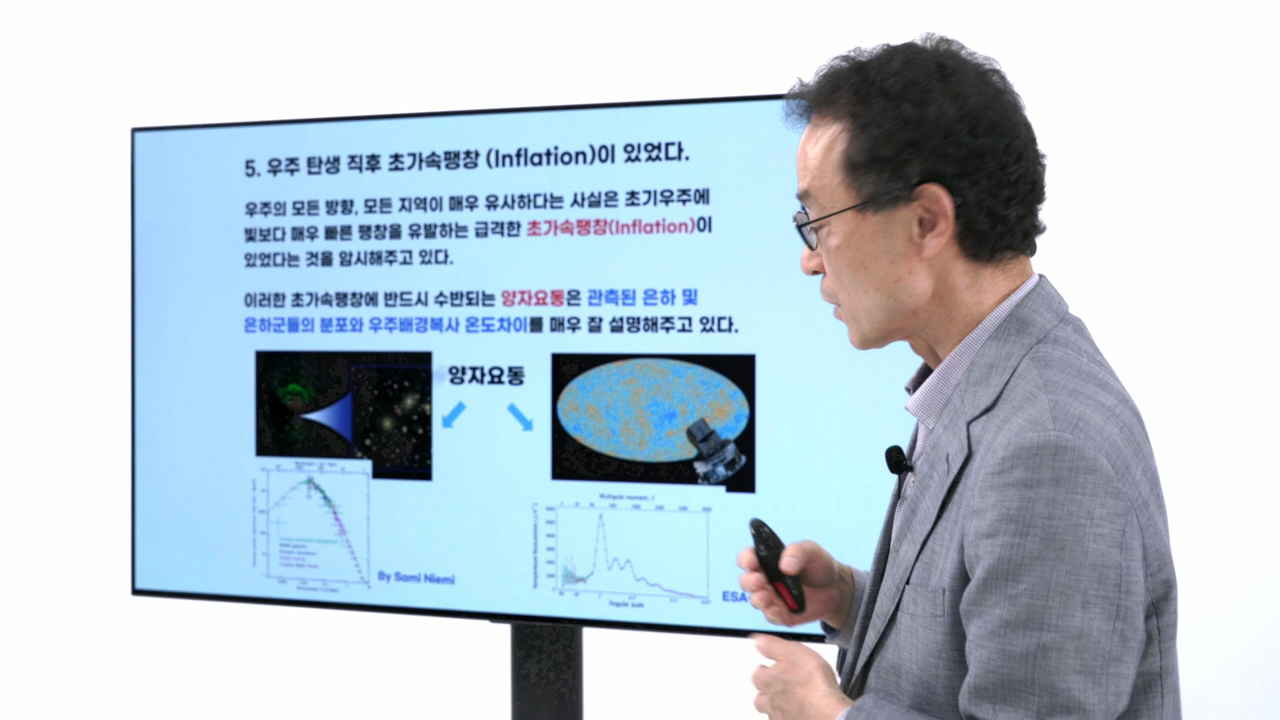 5. 우주 탄생 직후 초가속팽창 (Inflation)이 있었다.
우주의 모든 방향, 모든 지역이 매우 유사하다는 사실은 초기우주에
빛보다 매우 빠른 팽창을 유발하는 급격한 초가속팽창(Inflation)이
있었다는 것을 암시해주고 있다.
이러한 초가속팽창에 반드시 수반되는 양자요동은 관측된 은하 및
은하군들의 분포와 우주배경복사 온도차이를 매우 잘 설명해주고 있다.
양자요동
Multipole moment, ℓ
Angular scale
By Sami Niemi
ESA